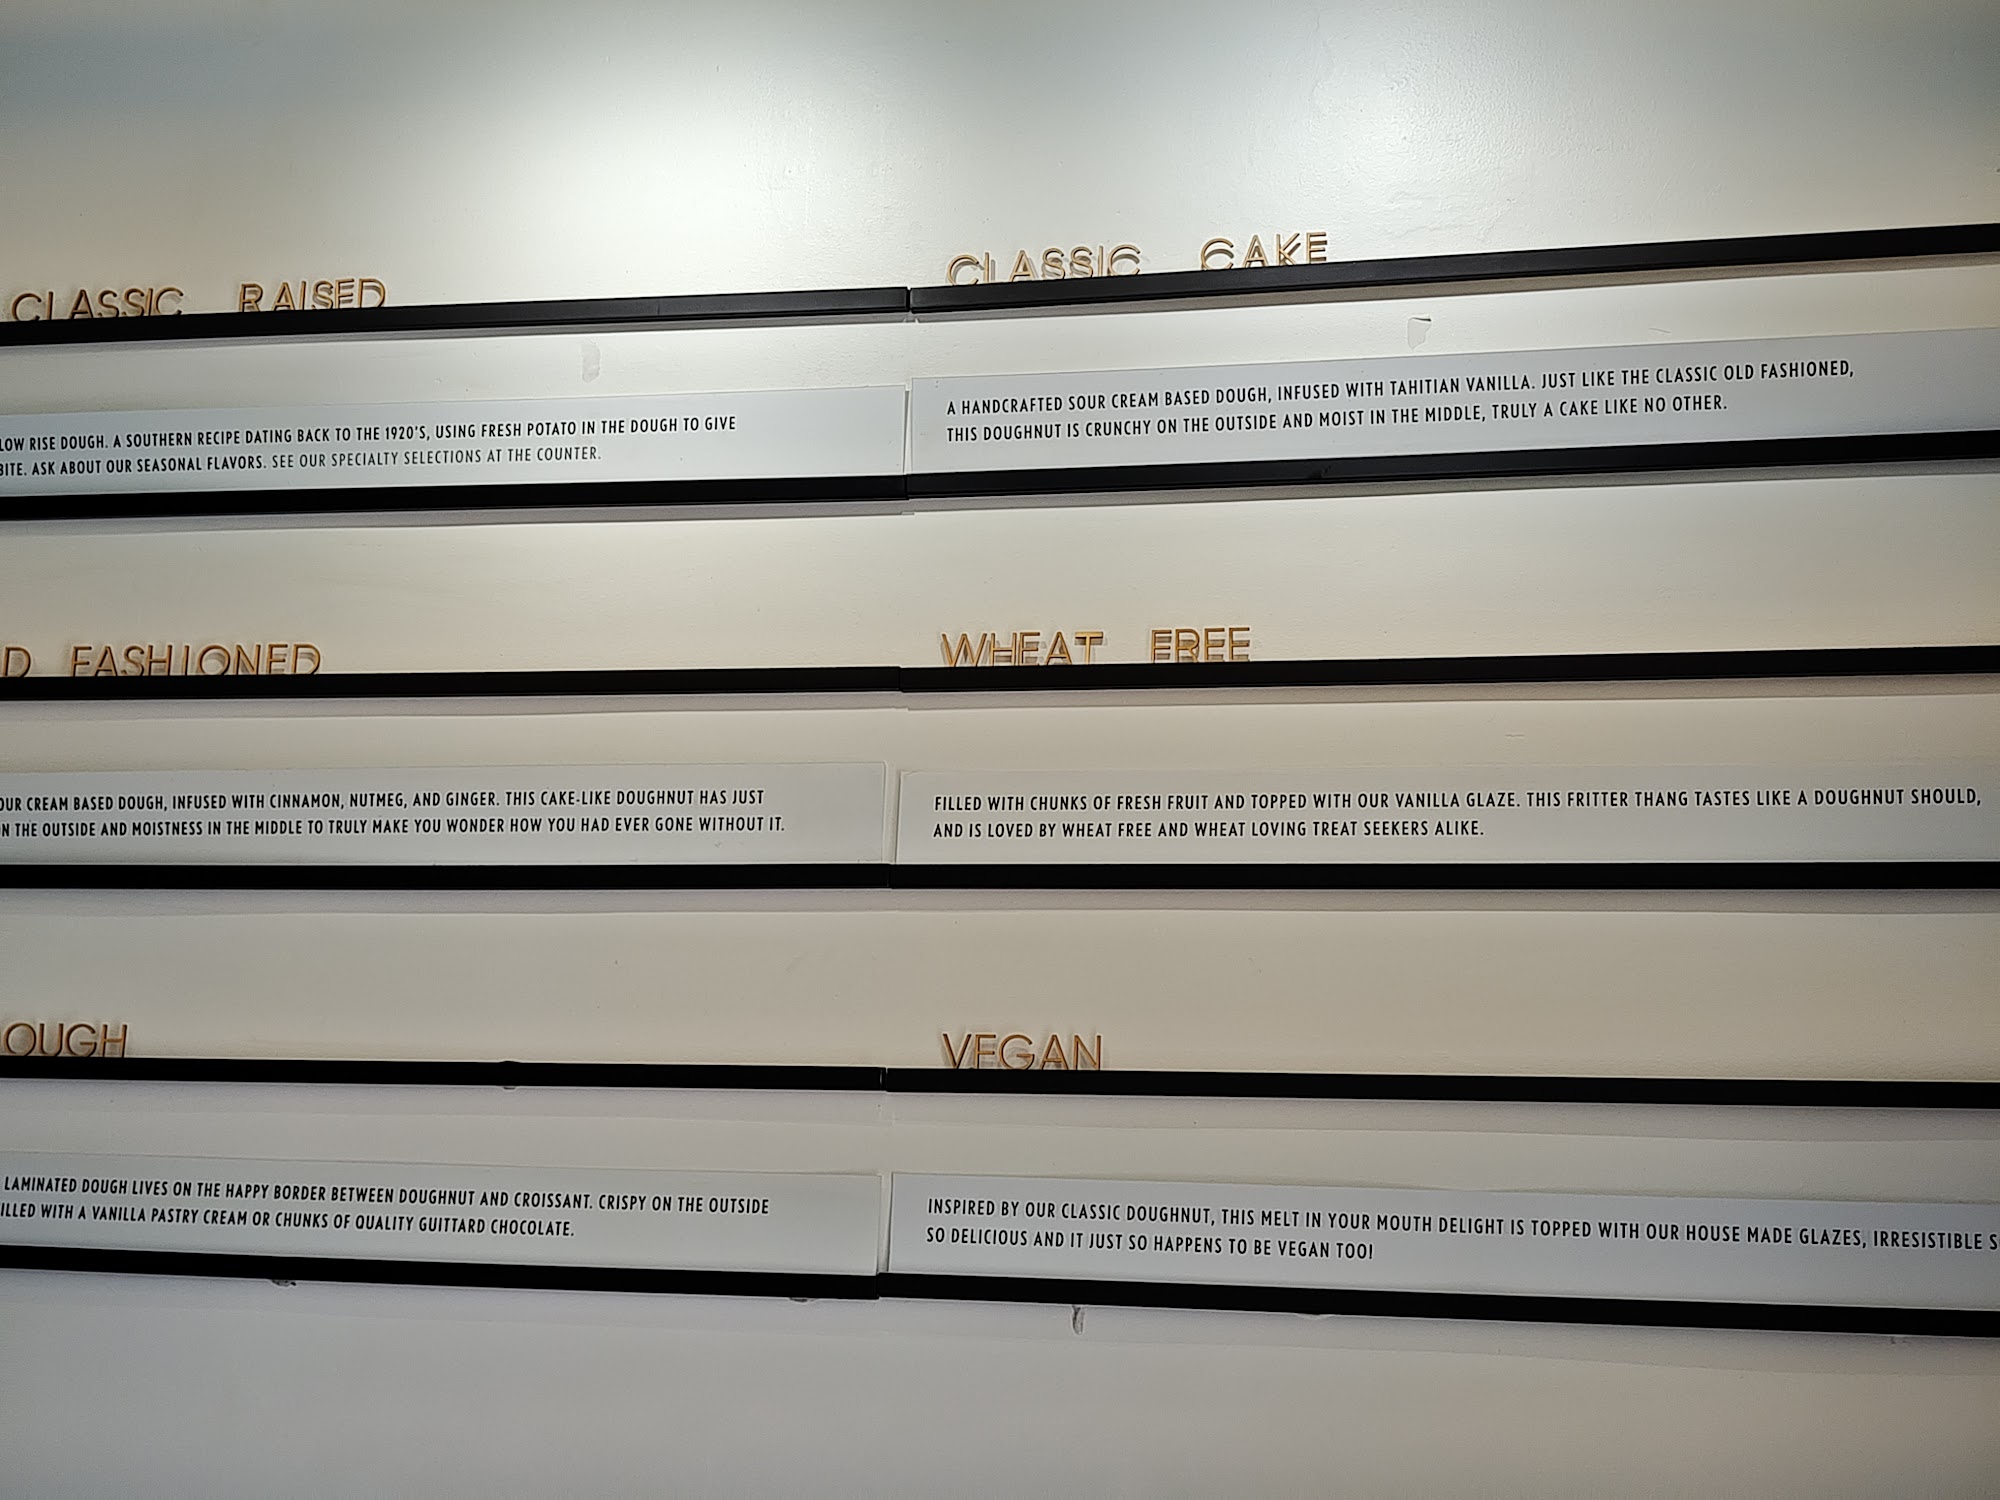 CLASSIC RAISED
RISE DOUGH. A SOUTHERN RECIPE DATING BACK TO THE 1920'S, USING FRESH POTATO IN THE DOUGH TO GIVE
BITE. ASK ABOUT OUR SEASONAL FLAVORS. SEE OUR SPECIALTY SELECTIONS AT THE COUNTER.
CLASSIC CAKE
A HANDCRAFTED SOUR CREAM BASED DOUGH, INFUSED WITH TAHITIAN VANILLA. JUST LIKE THE CLASSIC OLD FASHIONED,
THIS DOUGHNUT IS CRUNCHY ON THE OUTSIDE AND MOIST IN THE MIDDLE, TRULY A CAKE LIKE NO OTHER.
FASHIONED
CREAM BASED DOUGH, INFUSED WITH CINNAMON, NUTMEG, AND GINGER. THIS CAKE-LIKE DOUGHNUT HAS JUST
THE OUTSIDE AND MOISTNESS IN THE MIDDLE TO TRULY MAKE YOU WONDER HOW YOU HAD EVER GONE WITHOUT IT.
WHEAT FREE
FILLED WITH CHUNKS OF FRESH FRUIT AND TOPPED WITH OUR VANILLA GLAZE. THIS FRITTER THANG TASTES LIKE A DOUGHNUT SHOULD,
AND IS LOVED BY WHEAT FREE AND WHEAT LOVING TREAT SEEKERS ALIKE.
LAMINATED DOUGH LIVES ON THE HAPPY BORDER BETWEEN DOUGHNUT AND CROISSANT. CRISPY ON THE OUTSIDE
WITH A VANILLA PASTRY CREAM OR CHUNKS OF QUALITY GUITTARD CHOCOLATE.
VEGAN
INSPIRED BY OUR CLASSIC DOUGHNUT, THIS MELT IN YOUR MOUTH DELIGHT IS TOPPED WITH OUR HOUSE MADE GLAZES, IRRESISTIBLE
SO DELICIOUS AND IT JUST SO HAPPENS TO BE VEGAN TOO!